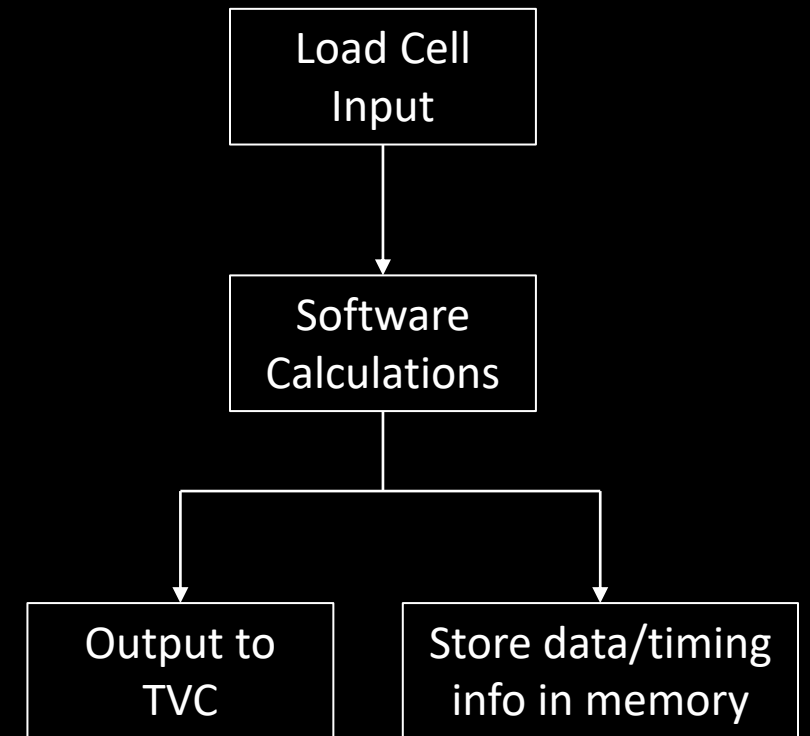 Load Cell
Input
Software
Calculations
Output to
TVC
Store data/timing
info in memory